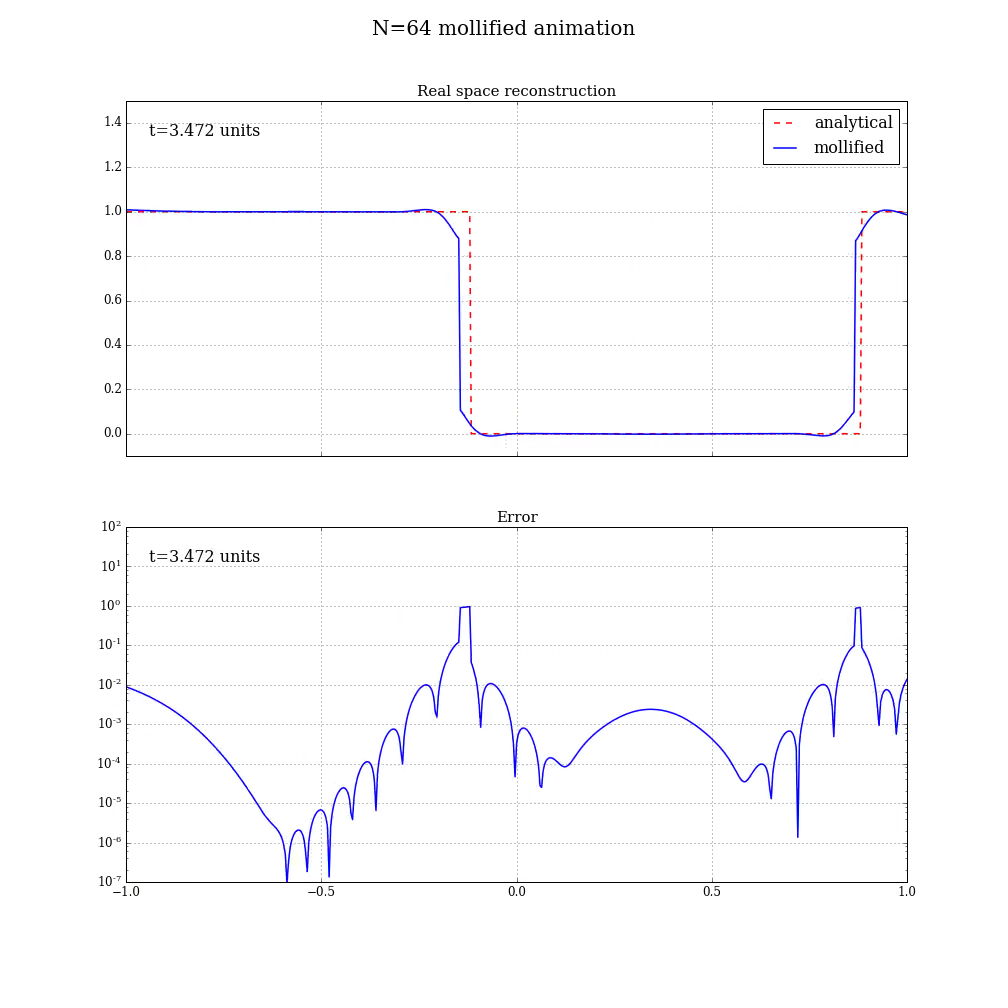 N=64 mollified animation
Real space reconstruction
t=3.472 units
analytical
mollified
1.4
1.2
1.0
0.8
0.6
0.4
0.2
0.0
Error
t=3.472 units
10²
10¹
10⁰
10⁻¹
10⁻²
10⁻³
10⁻⁴
10⁻⁵
10⁻⁶
10⁻⁷
−1.0 −0.5 0.0 0.5 1.0